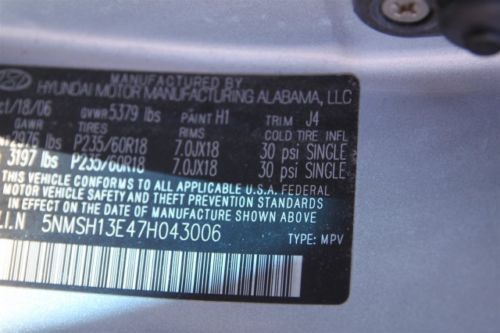 MANUFACTURED BY
HYUNDAI MOTOR MANUFACTURING ALABAMA, LLC
Oct/18/06 GVWR 5379 lbs PAINT H1 TRIM J4
GAWR TIRES RIMS COLD TIRE INFL
2976 lbs P235/60R18 7.0JX18 30 psi SINGLE
3197 lbs P235/60R18 7.0JX18 30 psi SINGLE
THIS VEHICLE CONFORMS TO ALL APPLICABLE U.S.A. FEDERAL
MOTOR VEHICLE SAFETY AND THEFT PREVENTION STANDARDS
IN EFFECT ON THE DATE OF MANUFACTURE SHOWN ABOVE.
V.I.N 5NMSH13E47H043006 TYPE: MPV